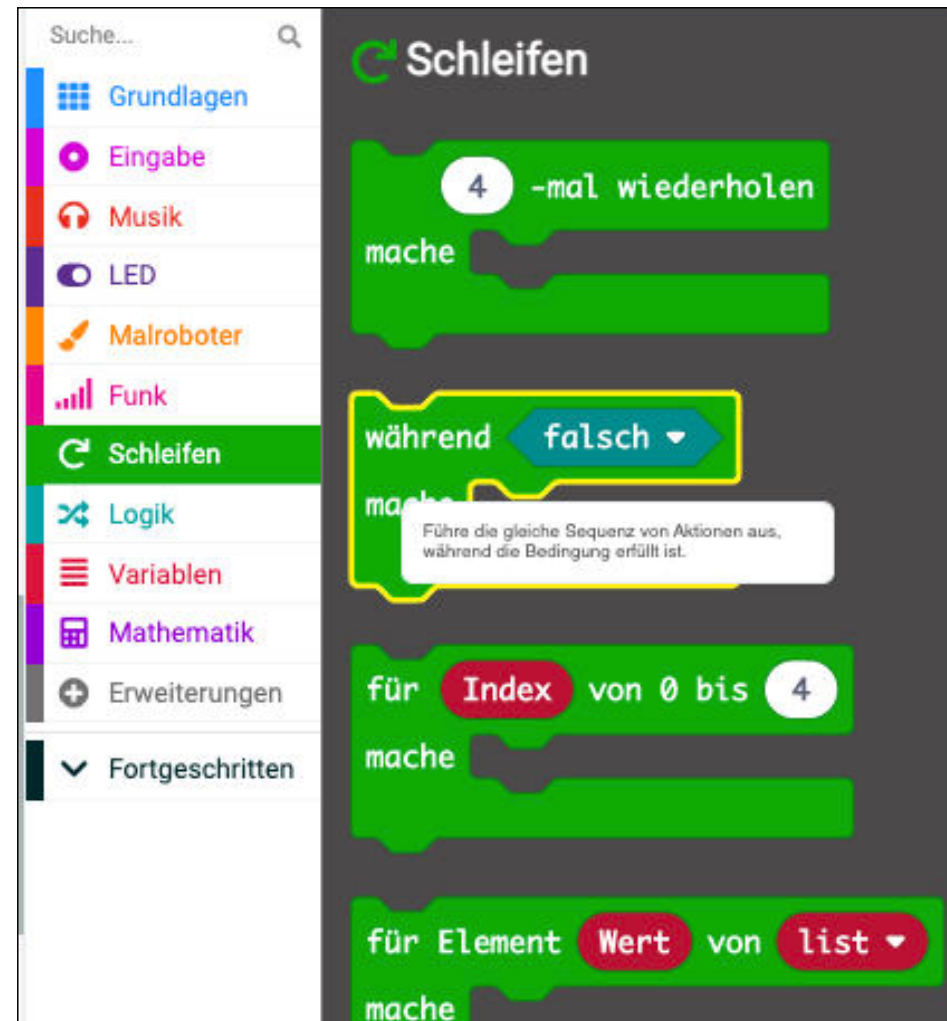 Suche...
Grundlagen
Eingabe
Musik
LED
Malroboter
Funk
Schleifen
Logik
Variablen
Mathematik
Erweiterungen
Fortgeschritten
Schleifen
4 -mal wiederholen
mache
während falsch
Führe die gleiche Sequenz von Aktionen aus,
während die Bedingung erfüllt ist.
für Index von 0 bis 4
mache
für Element Wert von list
mache